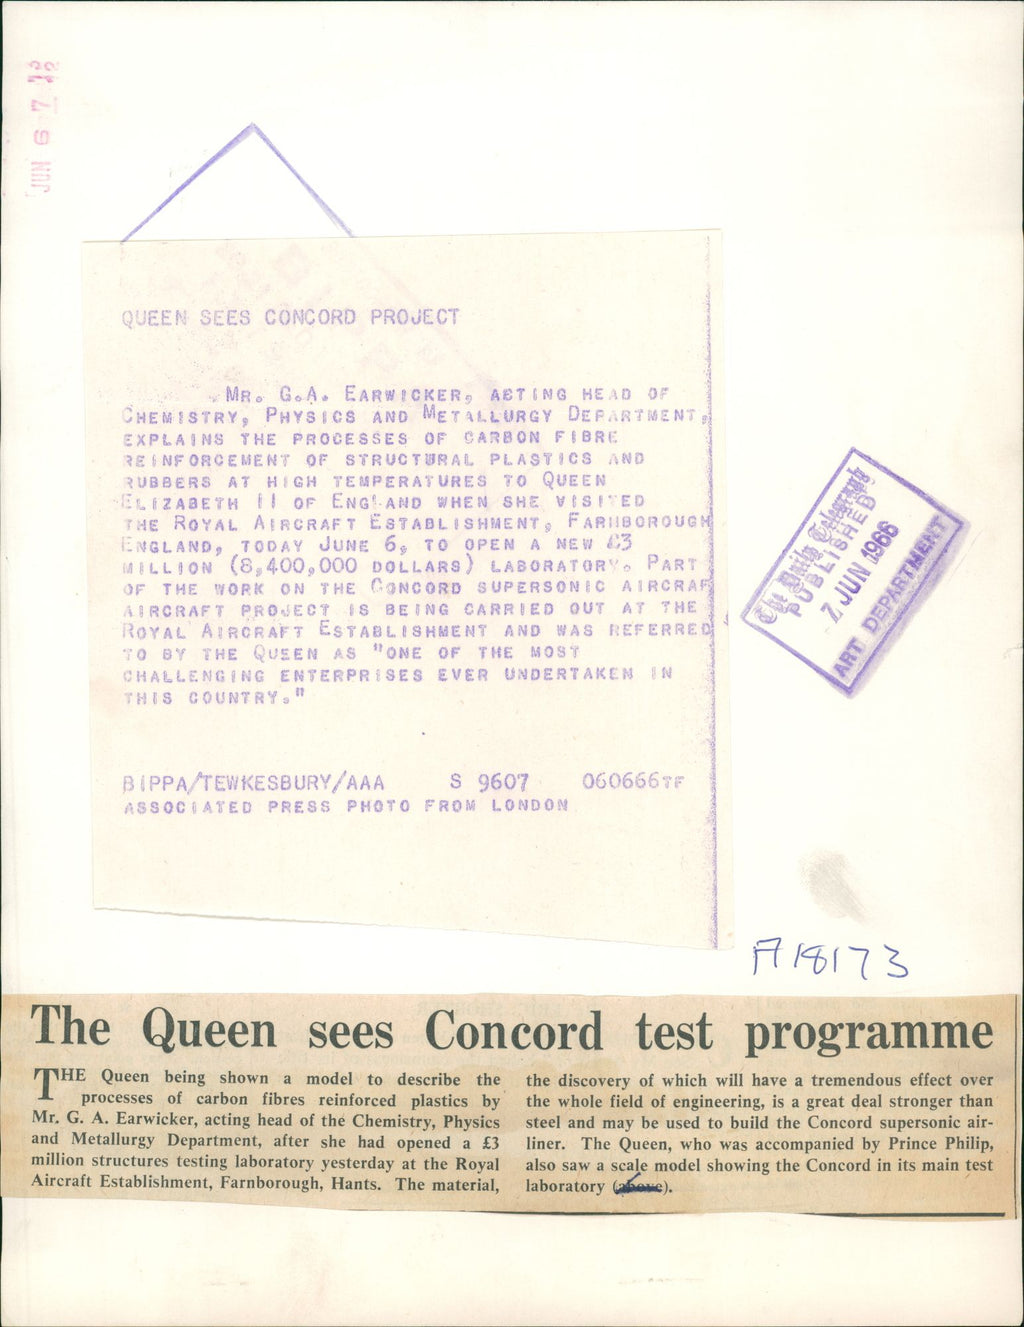 JUN 6 7
QUEEN SEES CONCORD PROJECT
MR. G.A. EARWICKER, ACTING HEAD OF
CHEMISTRY, PHYSICS AND METALLURGY DEPARTMENT,
EXPLAINS THE PROCESSES OF CARBON FIBRE
REINFORCEMENT OF STRUCTURAL PLASTICS AND
RUBBERS AT HIGH TEMPERATURES TO QUEEN
ELIZABETH II OF ENGLAND WHEN SHE VISITED
THE ROYAL AIRCRAFT ESTABLISHMENT, FARNBOROUGH
ENGLAND, TODAY JUNE 6, TO OPEN A NEW £3
MILLION (8,400,000 DOLLARS) LABORATORY. PART
OF THE WORK ON THE CONCORD SUPERSONIC AIRCRAF
AIRCRAFT PROJECT IS BEING CARRIED OUT AT THE
ROYAL AIRCRAFT ESTABLISHMENT AND WAS REFERRED
TO BY THE QUEEN AS "ONE OF THE MOST
CHALLENGING ENTERPRISES EVER UNDERTAKEN IN
THIS COUNTRY."
BIPPA/TEWKESBURY/AAA S 9607 060666TF
ASSOCIATED PRESS PHOTO FROM LONDON
The Daily Telegraph
PUBLISHED
7 JUN 1966
ART DEPARTMENT
A18173
The Queen sees Concord test programme
THE Queen being shown a model to describe the
processes of carbon fibres reinforced plastics by
Mr. G. A. Earwicker, acting head of the Chemistry, Physics
and Metallurgy Department, after she had opened a £3
million structures testing laboratory yesterday at the Royal
Aircraft Establishment, Farnborough, Hants. The material,
the discovery of which will have a tremendous effect over
the whole field of engineering, is a great deal stronger than
steel and may be used to build the Concord supersonic air-
liner. The Queen, who was accompanied by Prince Philip,
also saw a scale model showing the Concord in its main test
laboratory (above).